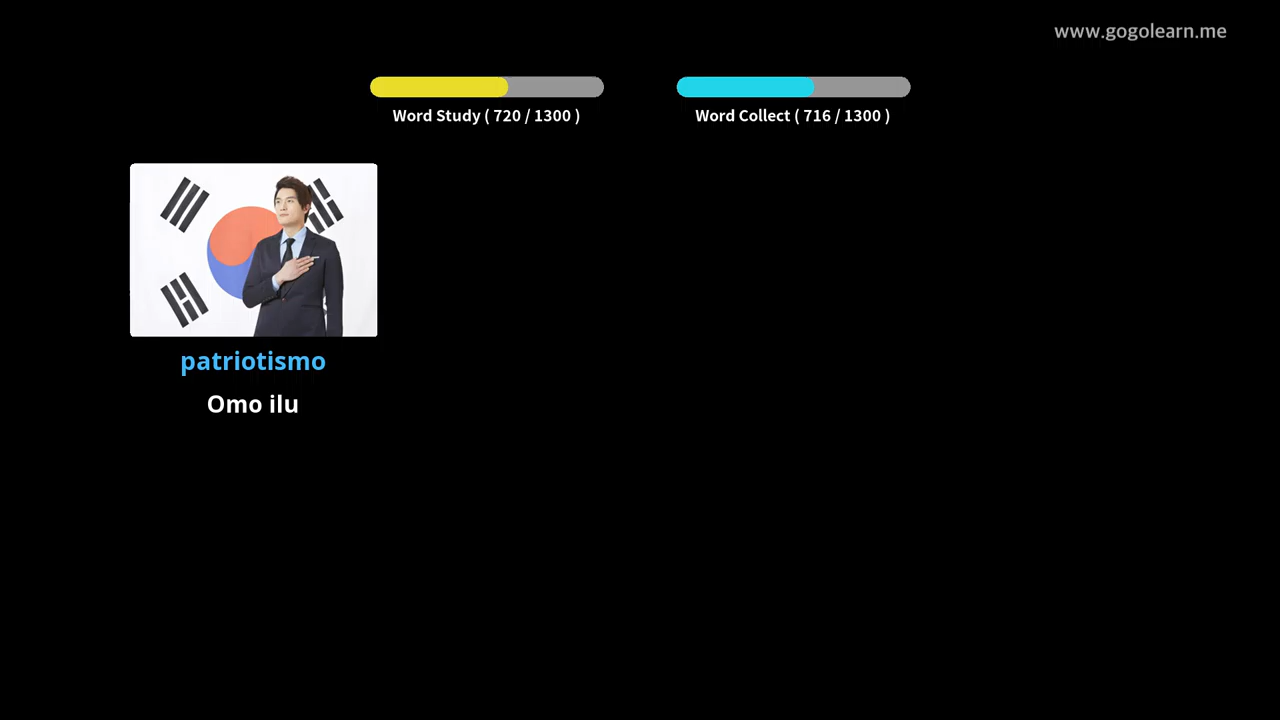 www.gogolearn.me
Word Study ( 720 / 1300 )
Word Collect ( 716 / 1300 )
patriotismo
Omo ilu